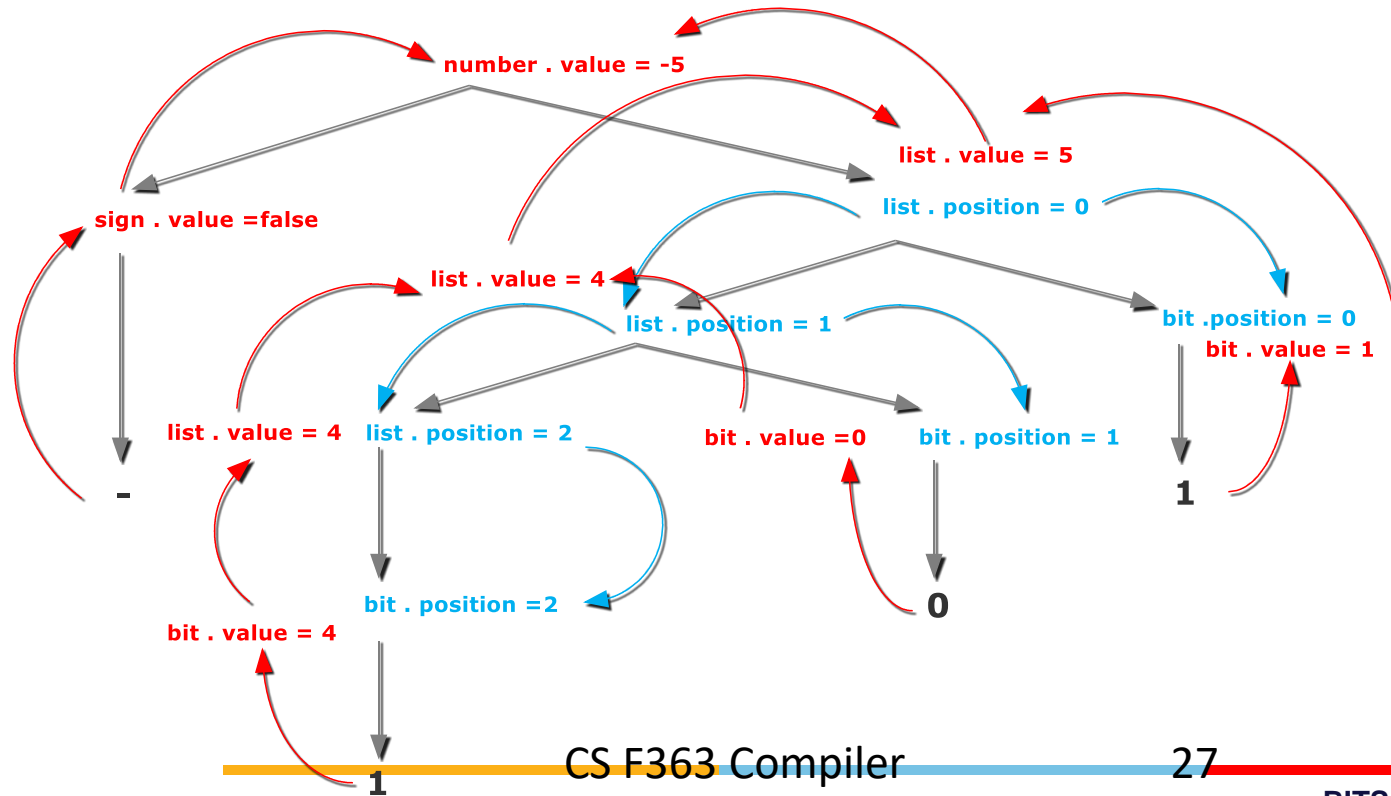 number . value = -5
list . value = 5
list . position = 0
sign . value =false
list . value = 4
list . position = 1
bit .position = 0
bit . value = 1
list . value = 4 list . position = 2
bit . value =0
bit . position = 1
-
1
bit . position =2
0
bit . value = 4
1
CS F363 Compiler
27